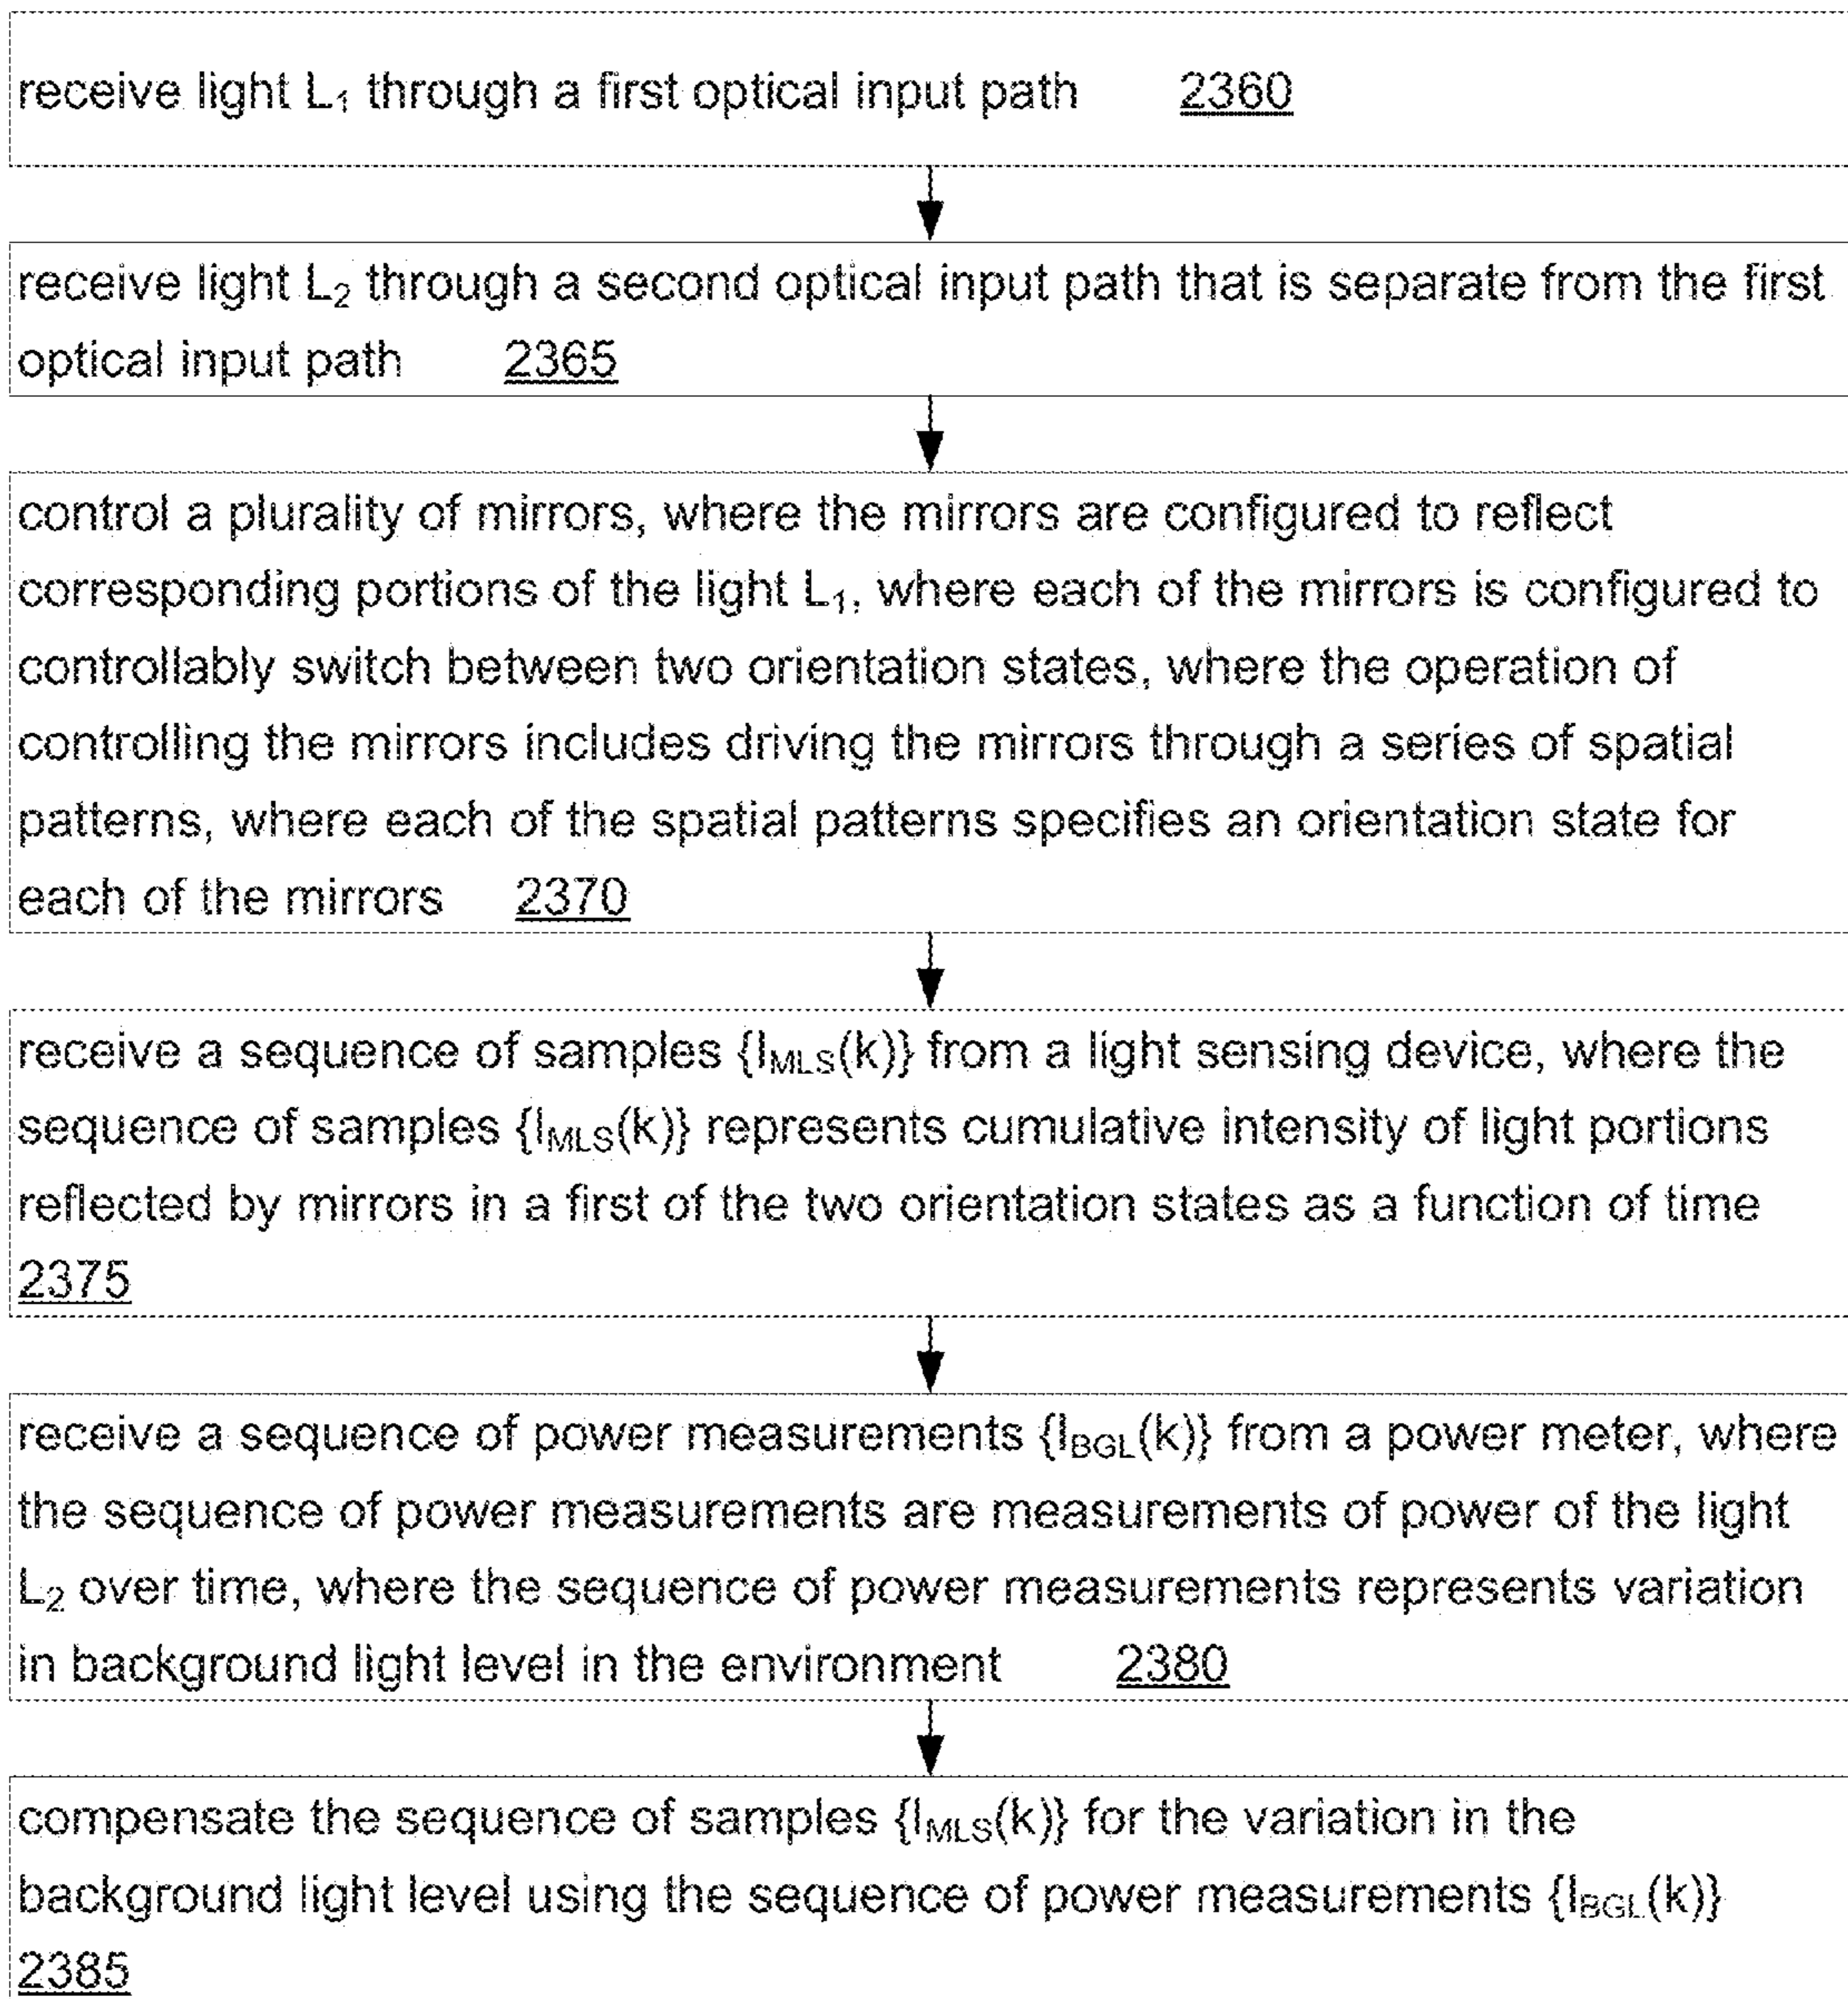 receive light L₁ through a first optical input path 2360
receive light L₂ through a second optical input path that is separate from the first
optical input path 2365
control a plurality of mirrors, where the mirrors are configured to reflect
corresponding portions of the light L₁, where each of the mirrors is configured to
controllably switch between two orientation states, where the operation of
controlling the mirrors includes driving the mirrors through a series of spatial
patterns, where each of the spatial patterns specifies an orientation state for
each of the mirrors 2370
receive a sequence of samples {I_MLS(k)} from a light sensing device, where the
sequence of samples {I_MLS(k)} represents cumulative intensity of light portions
reflected by mirrors in a first of the two orientation states as a function of time
2375
receive a sequence of power measurements {I_BGL(k)} from a power meter, where
the sequence of power measurements are measurements of power of the light
L₂ over time, where the sequence of power measurements represents variation
in background light level in the environment 2380
compensate the sequence of samples {I_MLS(k)} for the variation in the
background light level using the sequence of power measurements {I_BGL(k)}
2385